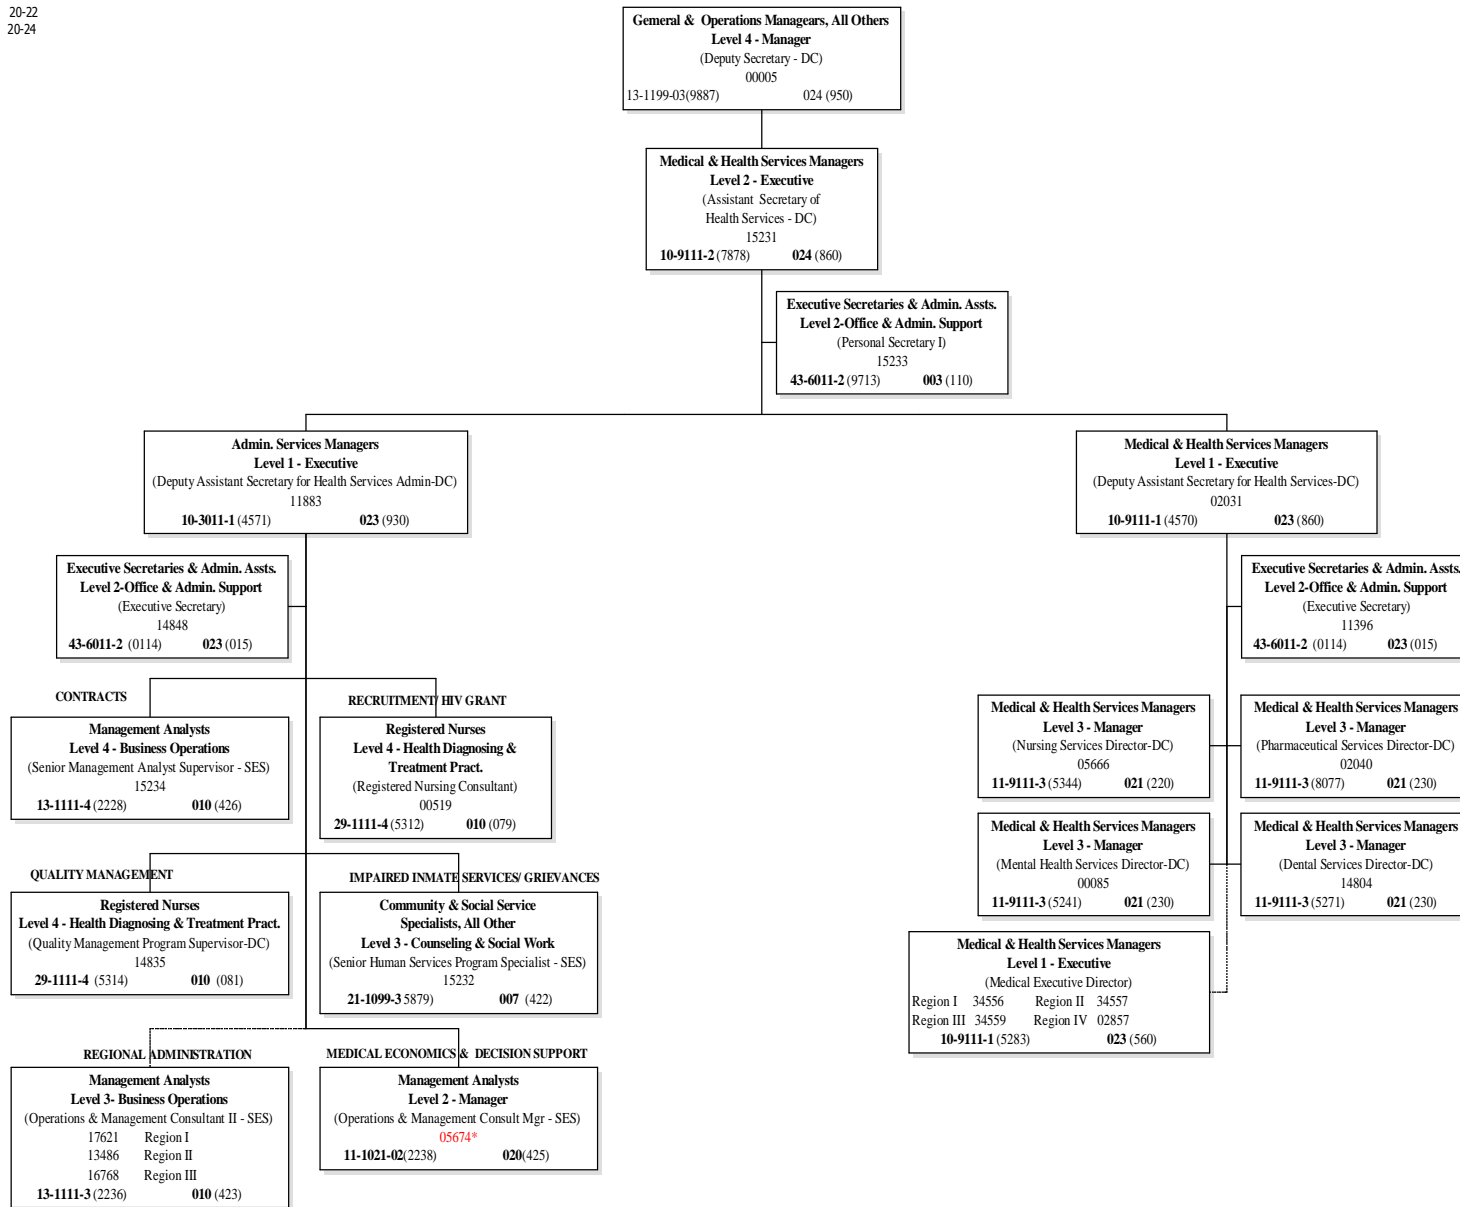 20-22
20-24
Gemeral & Operations Managears, All Others
Level 4 - Manager
(Deputy Secretary - DC)
00005
13-1199-03(9887) 024 (950)
Medical & Health Services Managers
Level 2 - Executive
(Assistant Secretary of
Health Services - DC)
15231
10-9111-2 (7878) 024 (860)
Executive Secretaries & Admin. Assts.
Level 2-Office & Admin. Support
(Personal Secretary I)
15233
43-6011-2 (9713) 003 (110)
Admin. Services Managers
Level 1 - Executive
(Deputy Assistant Secretary for Health Services Admin-DC)
11883
10-3011-1 (4571) 023 (930)
Medical & Health Services Managers
Level 1 - Executive
(Deputy Assistant Secretary for Health Services-DC)
02031
10-9111-1 (4570) 023 (860)
Executive Secretaries & Admin. Assts.
Level 2-Office & Admin. Support
(Executive Secretary)
14848
43-6011-2 (0114) 023 (015)
Executive Secretaries & Admin. Assts.
Level 2-Office & Admin. Support
(Executive Secretary)
11396
43-6011-2 (0114) 023 (015)
CONTRACTS
Management Analysts
Level 4 - Business Operations
(Senior Management Analyst Supervisor - SES)
15234
13-1111-4 (2228) 010 (426)
RECRUITMENT/ HIV GRANT
Registered Nurses
Level 4 - Health Diagnosing &
Treatment Pract.
(Registered Nursing Consultant)
00519
29-1111-4 (5312) 010 (079)
Medical & Health Services Managers
Level 3 - Manager
(Nursing Services Director-DC)
05666
11-9111-3 (5344) 021 (220)
Medical & Health Services Managers
Level 3 - Manager
(Pharmaceutical Services Director-DC)
02040
11-9111-3 (8077) 021 (230)
Medical & Health Services Managers
Level 3 - Manager
(Mental Health Services Director-DC)
00085
11-9111-3 (5241) 021 (230)
Medical & Health Services Managers
Level 3 - Manager
(Dental Services Director-DC)
14804
11-9111-3 (5271) 021 (230)
QUALITY MANAGEMENT
Registered Nurses
Level 4 - Health Diagnosing & Treatment Pract.
(Quality Management Program Supervisor-DC)
14835
29-1111-4 (5314) 010 (081)
IMPAIRED INMATE SERVICES/ GRIEVANCES
Community & Social Service
Specialists, All Other
Level 3 - Counseling & Social Work
(Senior Human Services Program Specialist - SES)
15232
21-1099-3 5879) 007 (422)
Medical & Health Services Managers
Level 1 - Executive
(Medical Executive Director)
Region I 34556 Region II 34557
Region III 34559 Region IV 02857
10-9111-1 (5283) 023 (560)
REGIONAL ADMINISTRATION
Management Analysts
Level 3- Business Operations
(Operations & Management Consultant II - SES)
17621 Region I
13486 Region II
16768 Region III
13-1111-3 (2236) 010 (423)
MEDICAL ECONOMICS & DECISION SUPPORT
Management Analysts
Level 2 - Manager
(Operations & Management Consult Mgr - SES)
05674*
11-1021-02(2238) 020(425)